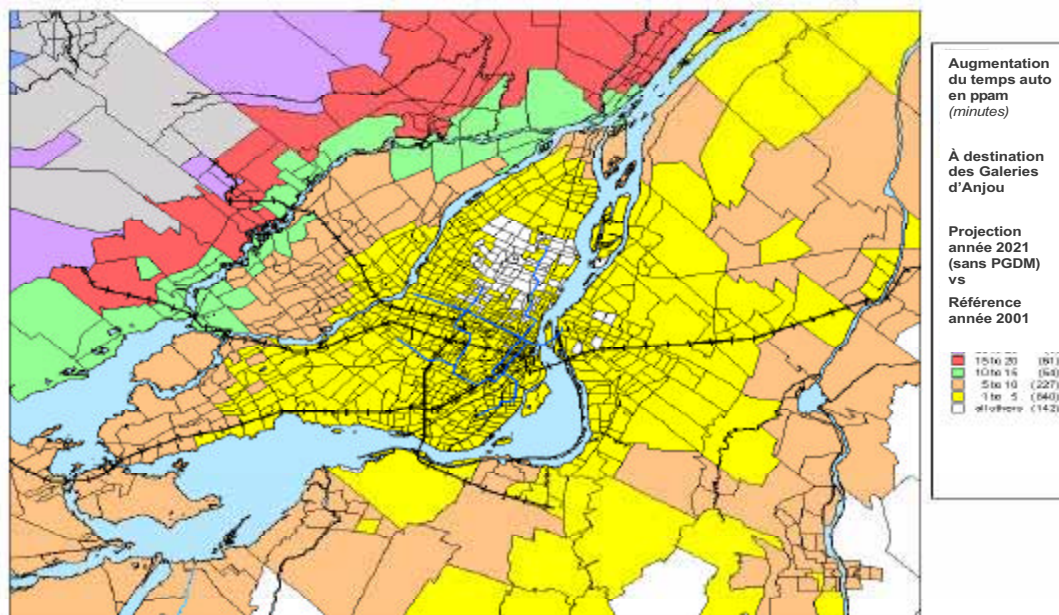 Augmentation
du temps auto
en ppam
(minutes)
À destination
des Galeries
d'Anjou
Projection
année 2021
(sans PGDM)
vs
Référence
année 2001
15 to 20 (81)
10 to 15 (54)
5 to 10 (227)
1 to 5 (840)
all others (142)